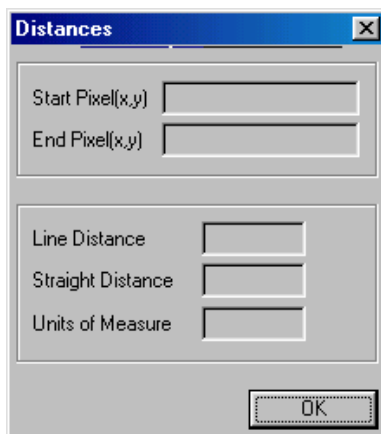 Distances
Start Pixel(x,y)
End Pixel(x,y)
Line Distance
Straight Distance
Units of Measure
OK